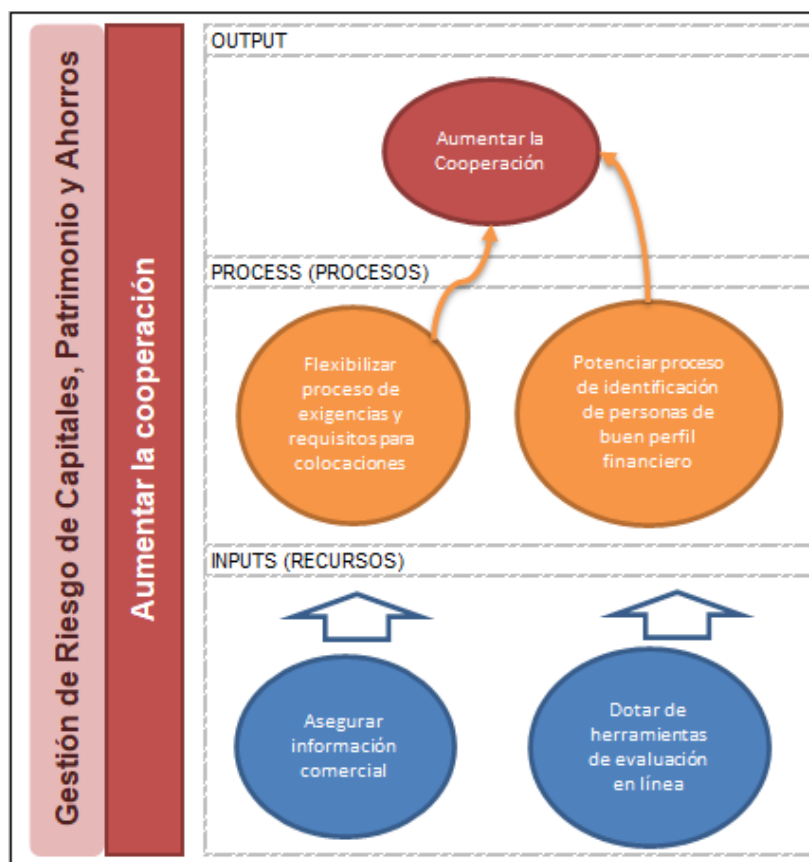 Gestión de Riesgo de Capitales, Patrimonio y Ahorros
Aumentar la cooperación
OUTPUT
Aumentar la
Cooperación
PROCESS (PROCESOS)
Flexibilizar
proceso de
exigencias y
requisitos para
colocaciones
Potenciar proceso
de identificación
de personas de
buen perfil
financiero
INPUTS (RECURSOS)
Asegurar
información
comercial
Dotar de
herramientas
de evaluación
en línea